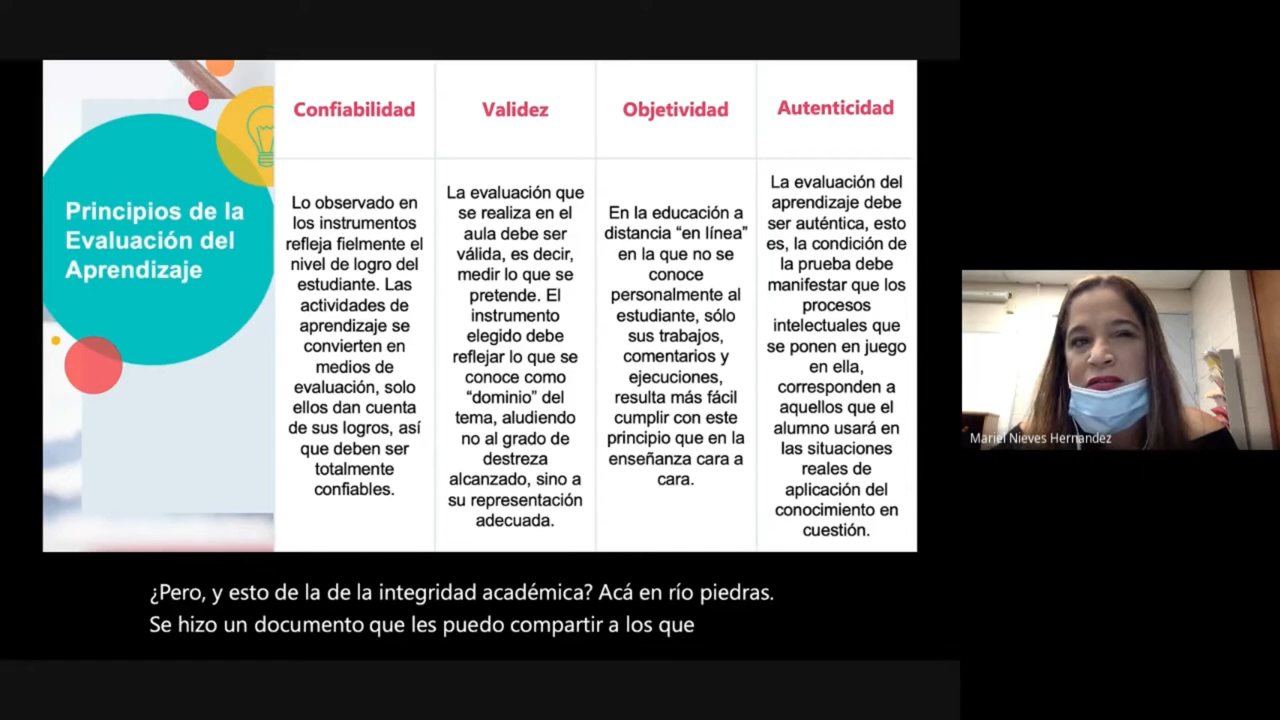 Principios de la
Evaluación del
Aprendizaje
Confiabilidad
Lo observado en
los instrumentos
refleja fielmente el
nivel de logro del
estudiante. Las
actividades de
aprendizaje se
convierten en
medios de
evaluación, solo
ellos dan cuenta
de sus logros, así
que deben ser
totalmente
confiables.
Validez
La evaluación que
se realiza en el
aula debe ser
válida, es decir,
medir lo que se
pretende. El
instrumento
elegido debe
reflejar lo que se
conoce como
“dominio” del
tema, aludiendo
no al grado de
destreza
alcanzado, sino a
su representación
adecuada.
Objetividad
En la educación a
distancia “en línea”
en la que no se
conoce
personalmente al
estudiante, sólo
sus trabajos,
comentarios y
ejecuciones,
resulta más fácil
cumplir con este
principio que en la
enseñanza cara a
cara.
Autenticidad
La evaluación del
aprendizaje debe
ser auténtica, esto
es, la condición de
la prueba debe
manifestar que los
procesos
intelectuales que
se ponen en juego
en ella,
corresponden a
aquellos que el
alumno usará en
las situaciones
reales de
aplicación del
conocimiento en
cuestión.
Mariel Nieves Hernandez
¿Pero, y esto de la de la integridad académica? Acá en río piedras.
Se hizo un documento que les puedo compartir a los que